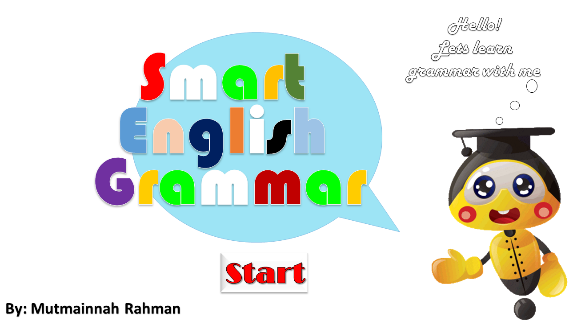 Smart
English
Grammar
Hello!
Lets learn
grammar with me
Start
By: Mutmainnah Rahman